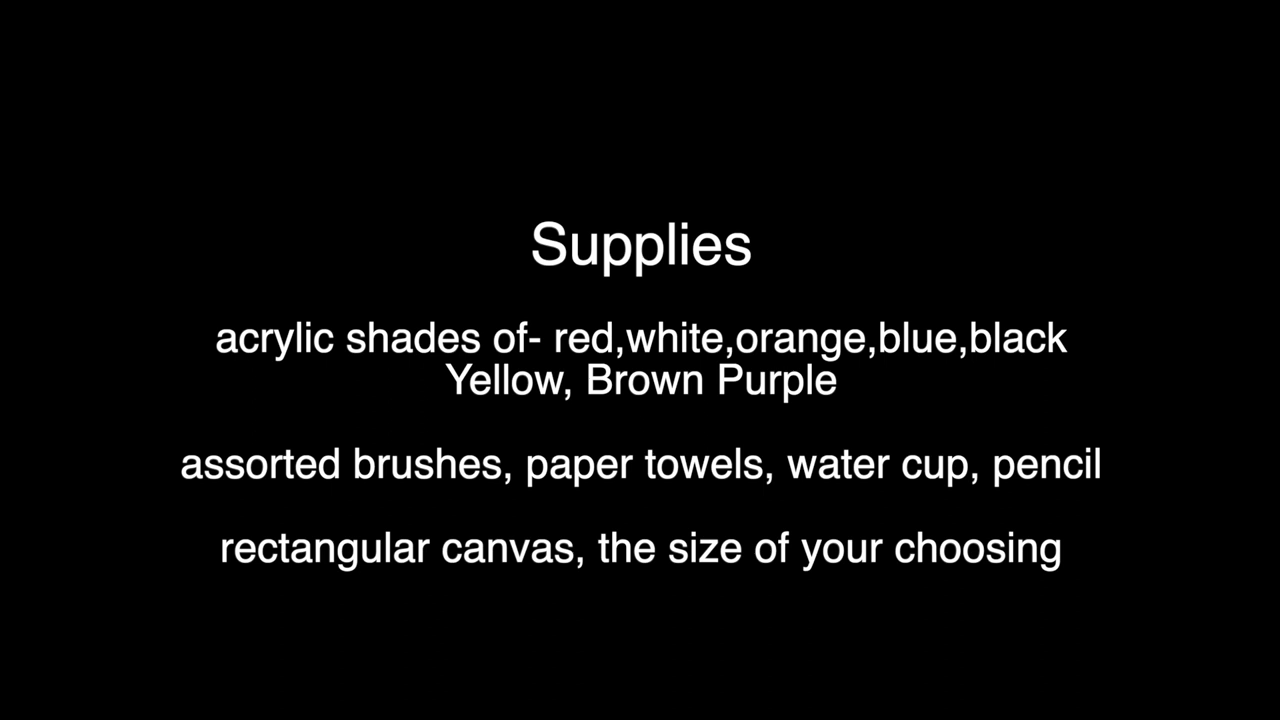 Supplies
acrylic shades of- red,white,orange,blue,black
Yellow, Brown Purple
assorted brushes, paper towels, water cup, pencil
rectangular canvas, the size of your choosing